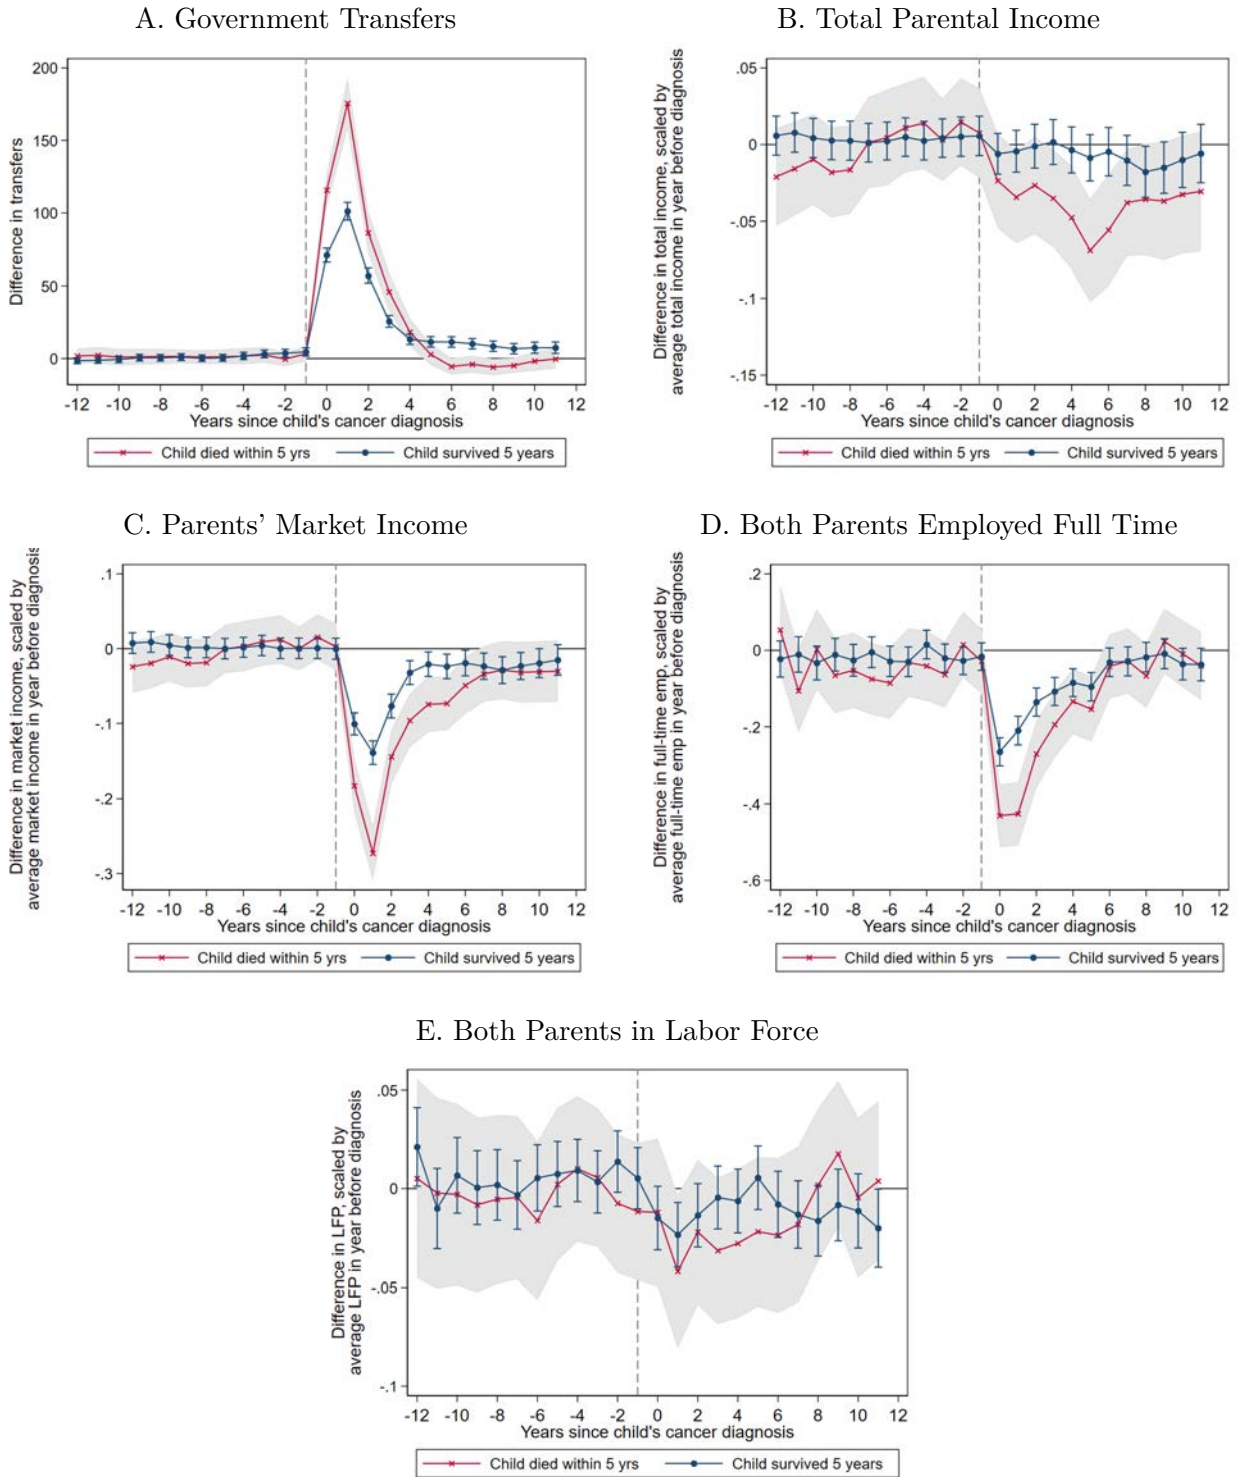 A. Government Transfers
Difference in transfers
200
150
100
50
0
-12 -10 -8 -6 -4 -2 0 2 4 6 8 10 12
Years since child's cancer diagnosis
Child died within 5 yrs Child survived 5 years
B. Total Parental Income
Difference in total income, scaled by
average total income in year before diagnosis
.05
0
-.05
-.1
-.15
-12 -10 -8 -6 -4 -2 0 2 4 6 8 10 12
Years since child's cancer diagnosis
Child died within 5 yrs Child survived 5 years
C. Parents' Market Income
Difference in market income, scaled by
average market income in year before diagnosis
.1
0
-.1
-.2
-.3
-12 -10 -8 -6 -4 -2 0 2 4 6 8 10 12
Years since child's cancer diagnosis
Child died within 5 yrs Child survived 5 years
D. Both Parents Employed Full Time
Difference in full-time emp, scaled by
average full-time emp in year before diagnosis
.2
0
-.2
-.4
-.6
-12 -10 -8 -6 -4 -2 0 2 4 6 8 10 12
Years since child's cancer diagnosis
Child died within 5 yrs Child survived 5 years
E. Both Parents in Labor Force
Difference in LFP, scaled by
average LFP in year before diagnosis
.05
0
-.05
-.1
-12 -10 -8 -6 -4 -2 0 2 4 6 8 10 12
Years since child's cancer diagnosis
Child died within 5 yrs Child survived 5 years